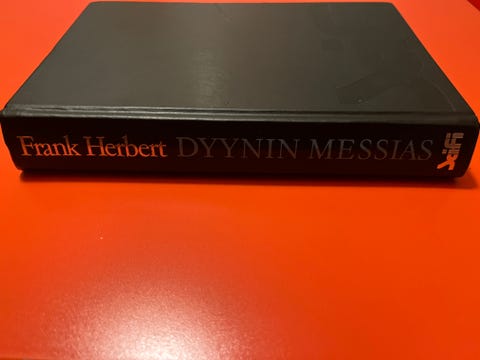 Frank Herbert DYYNIN MESSIAS